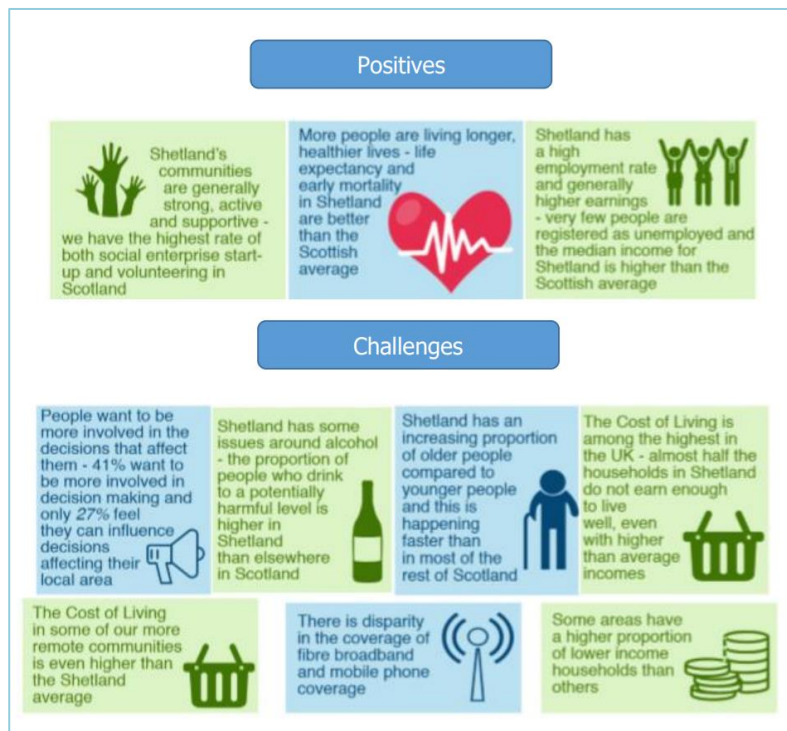 Positives
Shetland's
communities
are generally
strong, active
and supportive -
we have the highest rate of
both social enterprise start-
up and volunteering in
Scotland
More people are living longer,
healthier lives - life
expectancy and
early mortality
in Shetland
are better
than the
Scottish
average
Shetland has
a high
employment rate
and generally
higher earnings
- very few people are
registered as unemployed and
the median income for
Shetland is higher than the
Scottish average
Challenges
People want to be
more involved in the
decisions that affect
them - 41% want to
be more involved in
decision making and
only 27% feel
they can influence
decisions
affecting their
local area
Shetland has some
issues around alcohol
- the proportion of
people who drink
to a potentially
harmful level is
higher in
Shetland
than elsewhere
in Scotland
Shetland has an
increasing proportion
of older people
compared to
younger people
and this is
happening
faster than
in most of the
rest of Scotland
The Cost of Living is
among the highest in
the UK - almost half the
households in Shetland
do not earn enough
to live
well, even
with higher
than average
incomes
The Cost of Living
in some of our more
remote communities
is even higher than
the Shetland
average
There is disparity
in the coverage of
fibre broadband
and mobile phone
coverage
Some areas have
a higher proportion
of lower income
households than
others